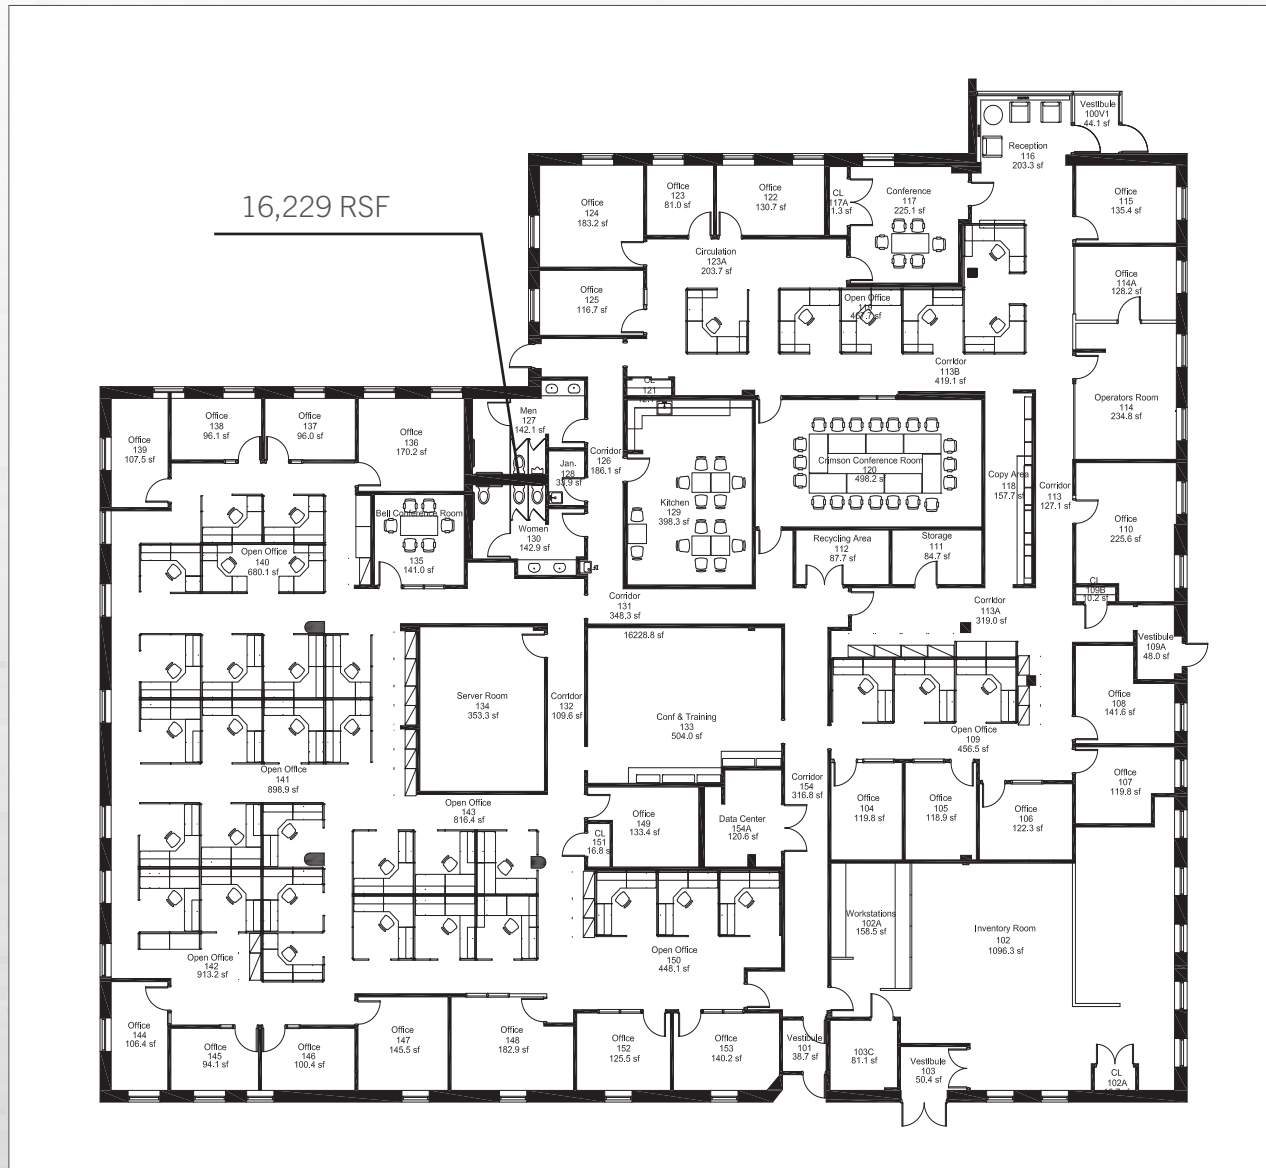 Vestibule
100V1
44.1 sf
Reception
116
203.3 sf
16,229 RSF
Office
124
183.2 sf
Office
123
81.0 sf
Office
122
130.7 sf
CL
117A
1.3 sf
Conference
117
225.1 sf
Office
115
135.4 sf
Circulation
123A
203.7 sf
Office
114A
128.2 sf
Office
125
116.7 sf
Open Office
Corridor
113B
419.1 sf
CL
121
Operators Room
114
234.8 sf
Office
139
107.5 sf
Office
138
96.1 sf
Office
137
96.0 sf
Office
136
170.2 sf
Men
127
142.1 sf
Corridor
126
186.1 sf
Jan.
128
33.9 sf
Crimson Conference Room
120
498.2 sf
Copy Area
118
157.7 sf
Corridor
113
127.1 sf
Kitchen
129
398.3 sf
Bell Conference Room
135
141.0 sf
Women
130
142.9 sf
Office
110
225.6 sf
Recycling Area
112
87.7 sf
Storage
111
84.7 sf
Open Office
140
680.1 sf
CL
109B
10.2 sf
Corridor
131
348.3 sf
16228.8 sf
Corridor
113A
319.0 sf
Vestibule
109A
48.0 sf
Server Room
134
353.3 sf
Corridor
132
109.6 sf
Conf & Training
133
504.0 sf
Office
108
141.6 sf
Open Office
109
456.5 sf
Open Office
141
898.9 sf
Corridor
154
316.8 sf
Office
107
119.8 sf
Open Office
143
816.4 sf
Office
149
133.4 sf
Data Center
154A
120.6 sf
Office
104
119.8 sf
Office
105
118.9 sf
Office
106
122.3 sf
CL
151
16.8 s
Workstations
102A
158.5 sf
Inventory Room
102
1096.3 sf
Open Office
142
913.2 sf
Open Office
150
448.1 sf
Office
144
106.4 sf
Office
145
94.1 sf
Office
146
100.4 sf
Office
147
145.5 sf
Office
148
182.9 sf
Office
152
125.5 sf
Office
153
140.2 sf
Vestibule
101
38.7 sf
103C
81.1 sf
Vestibule
103
50.4 sf
CL
102A